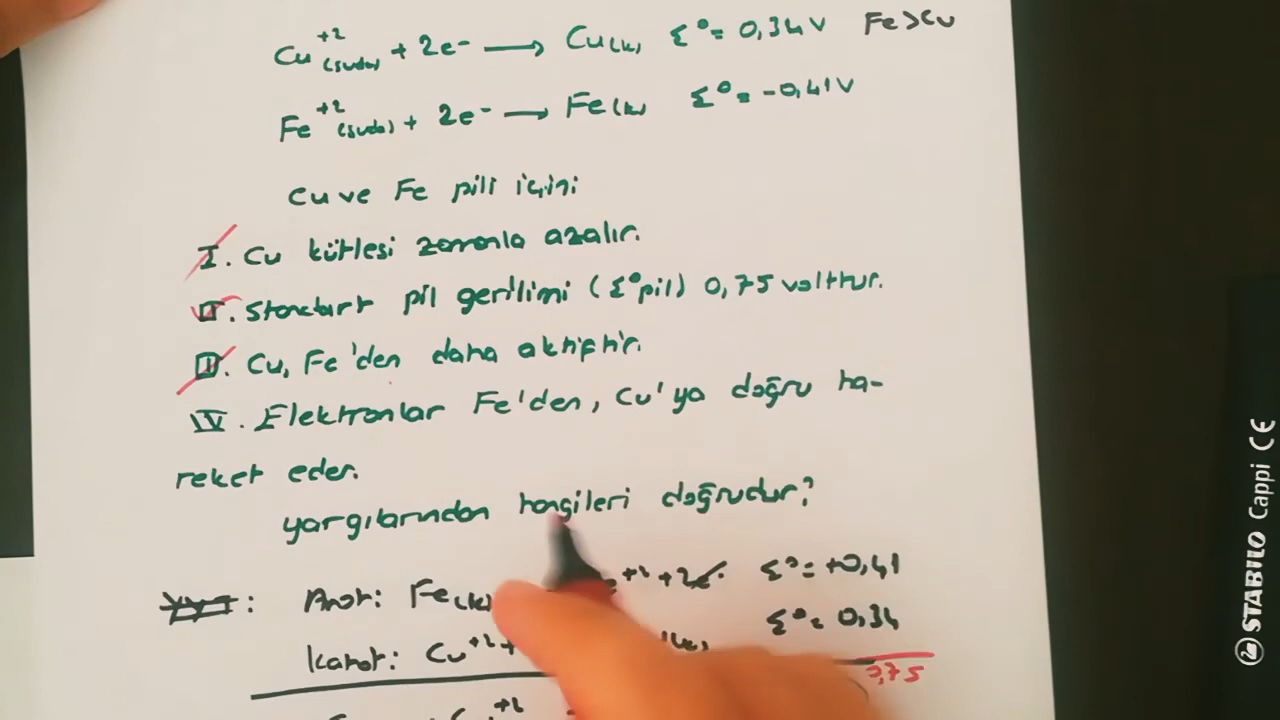 Cu⁺²(suda) + 2e⁻ → Cu(k) Ɛ°= 0,34V Fe>Cu
Fe⁺²(suda) + 2e⁻ → Fe(k) Ɛ°= -0,41V
Cu ve Fe pili için;
I. Cu kütlesi zamanla azalır.
II. Standart pil gerilimi (Ɛ°pil) 0,75 volttur.
III. Cu, Fe'den daha aktiftir.
IV. Elektronlar Fe'den, Cu'ya doğru ha-
reket eder.
yargılarından hangileri doğrudur?
: Anot: Fe(k) +2e⁻ Ɛ°= +0,41
Katot: Cu⁺²+ (k) Ɛ°= 0,34
0,75
STABILO Cappi CE